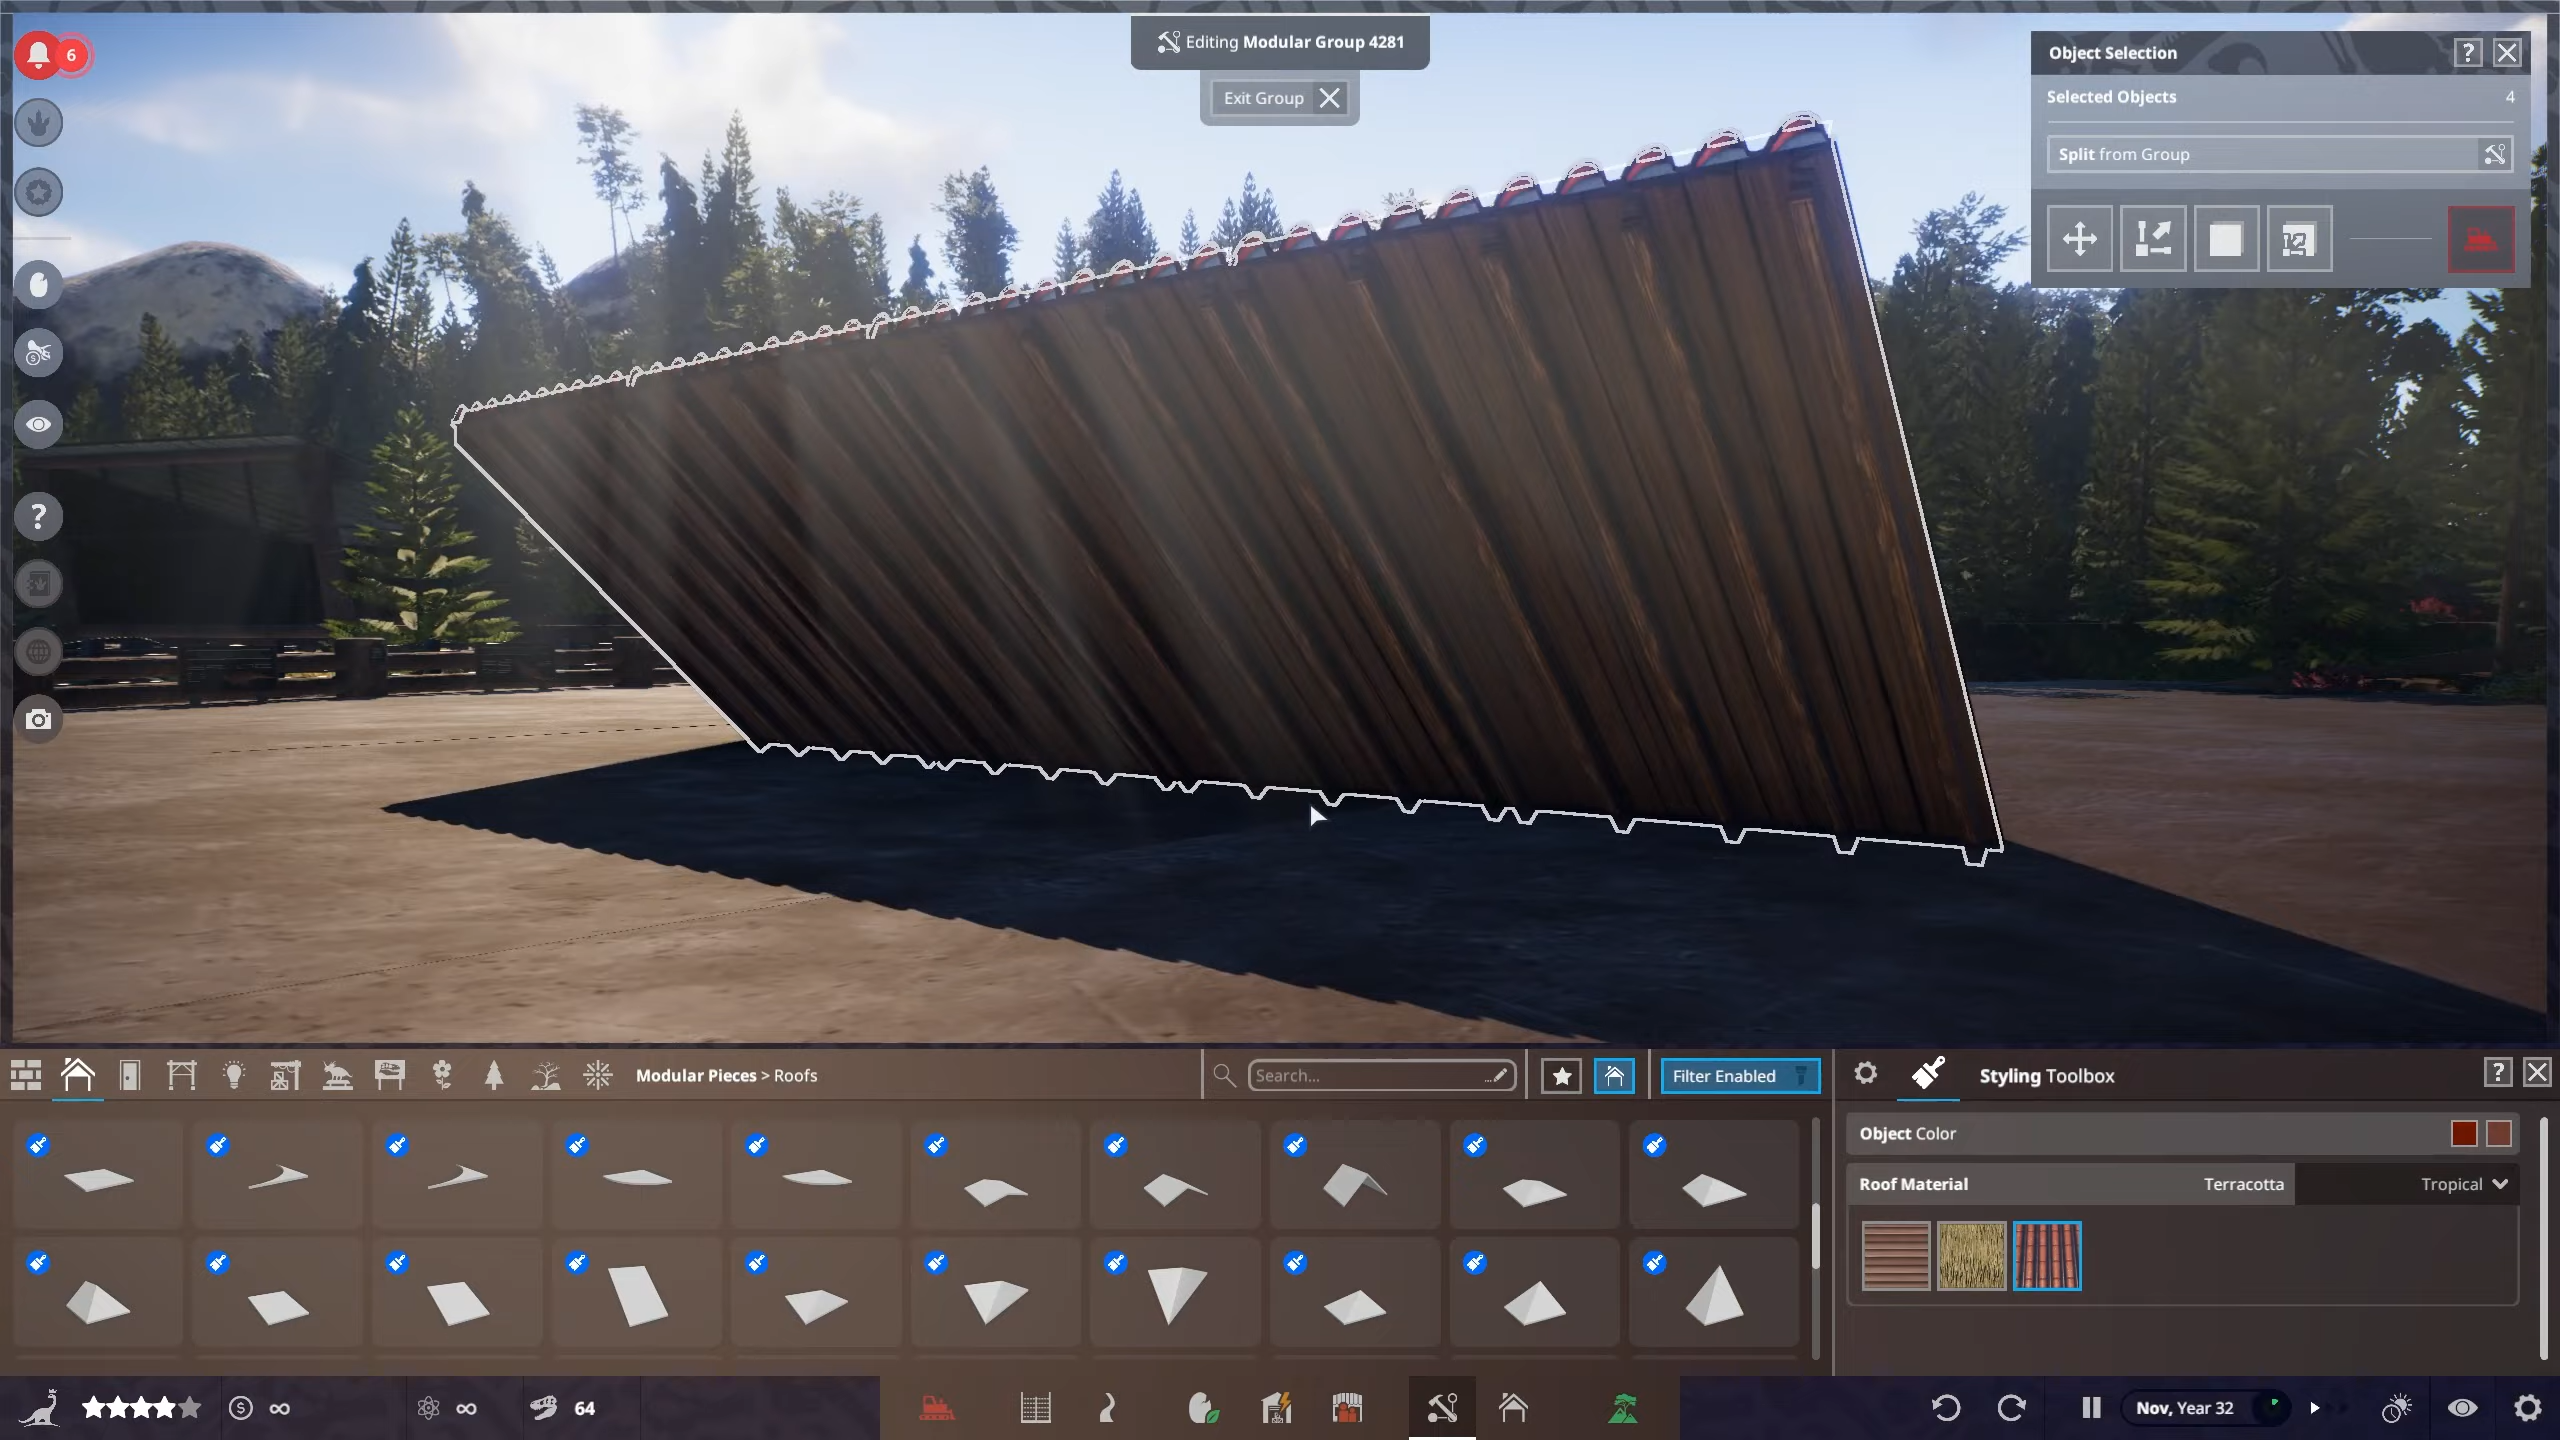 6
Editing Modular Group 4281
Exit Group
Object Selection
?
Selected Objects 4
Split from Group
?
Modular Pieces > Roofs
Search...
Filter Enabled
Styling Toolbox
?
Object Color
Roof Material Terracotta Tropical
∞
∞
64
Nov, Year 32